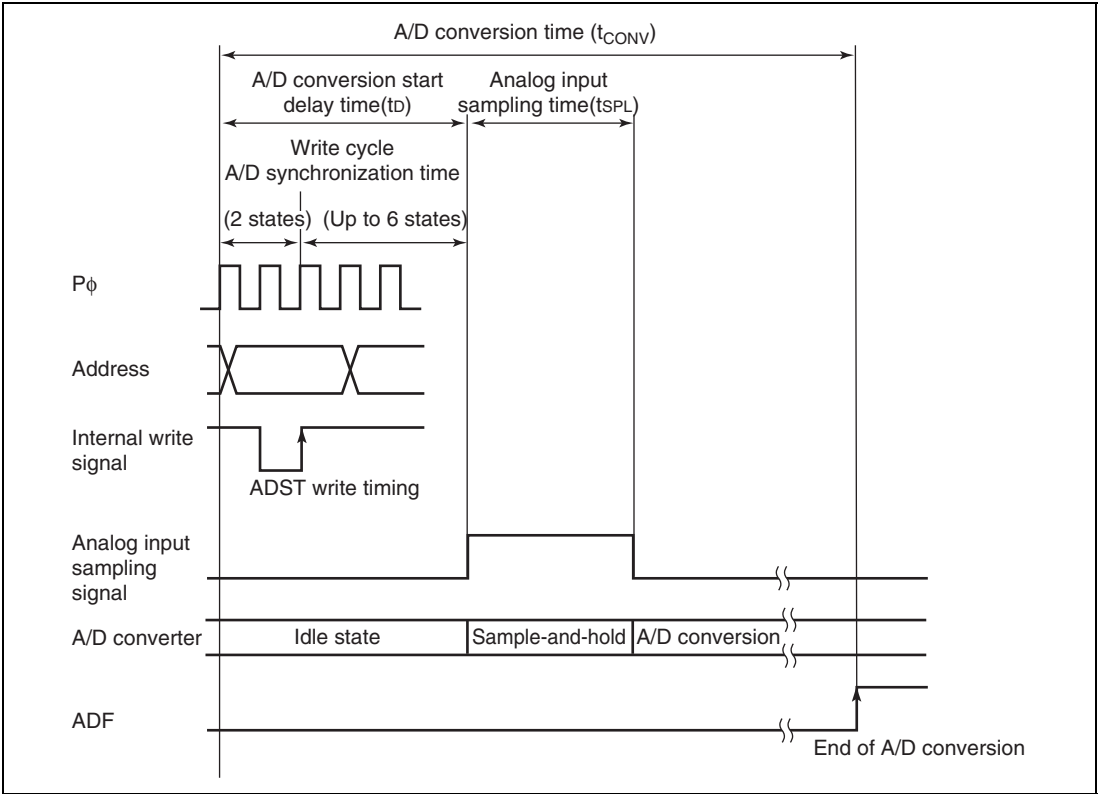 A/D conversion time (tCONV)
A/D conversion start
delay time(tD)
Analog input
sampling time(tSPL)
Write cycle
A/D synchronization time
(2 states) (Up to 6 states)
Pϕ
Address
Internal write
signal
ADST write timing
Analog input
sampling
signal
A/D converter
Idle state
Sample-and-hold
A/D conversion
ADF
End of A/D conversion